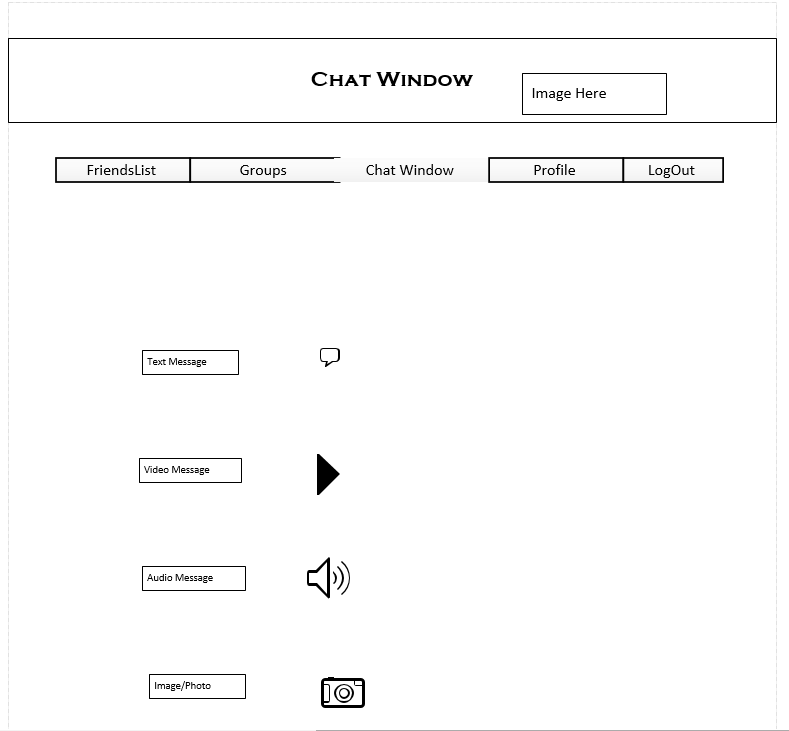 Chat Window
Image Here
FriendsList Groups Chat Window Profile LogOut
Text Message
Video Message
Audio Message
Image/Photo